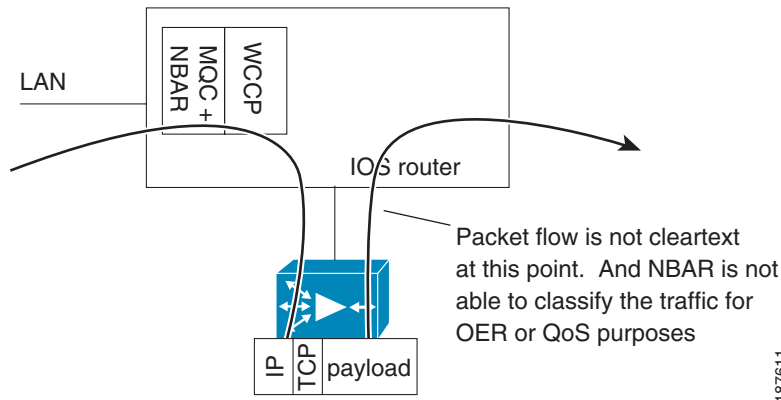 LAN
NBAR
MQC +
WCCP
IOS router
Packet flow is not cleartext
at this point. And NBAR is not
able to classify the traffic for
OER or QoS purposes
IP
TCP
payload
187611